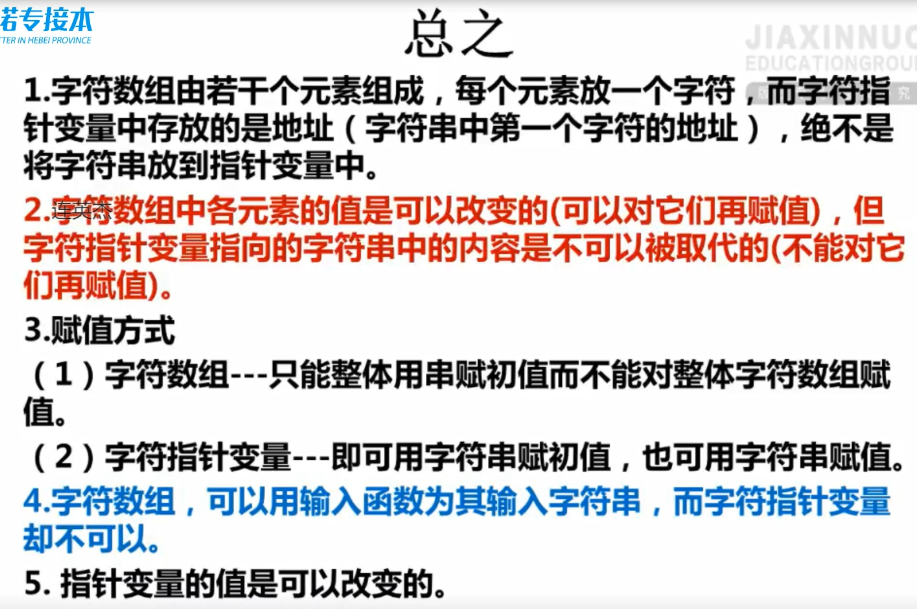 诺专接本
TTER IN HEBEI PROVINCE
总之
JIAXINNUO
EDUCATIONGROUP
1.字符数组由若干个元素组成，每个元素放一个字符，而字符指
针变量中存放的是地址（字符串中第一个字符的地址），绝不是
将字符串放到指针变量中。
连英杰
2.字符数组中各元素的值是可以改变的(可以对它们再赋值)，但
字符指针变量指向的字符串中的内容是不可以被取代的(不能对它
们再赋值)。
3.赋值方式
（1）字符数组---只能整体用串赋初值而不能对整体字符数组赋
值。
（2）字符指针变量---即可用字符串赋初值，也可用字符串赋值。
4.字符数组，可以用输入函数为其输入字符串，而字符指针变量
却不可以。
5. 指针变量的值是可以改变的。